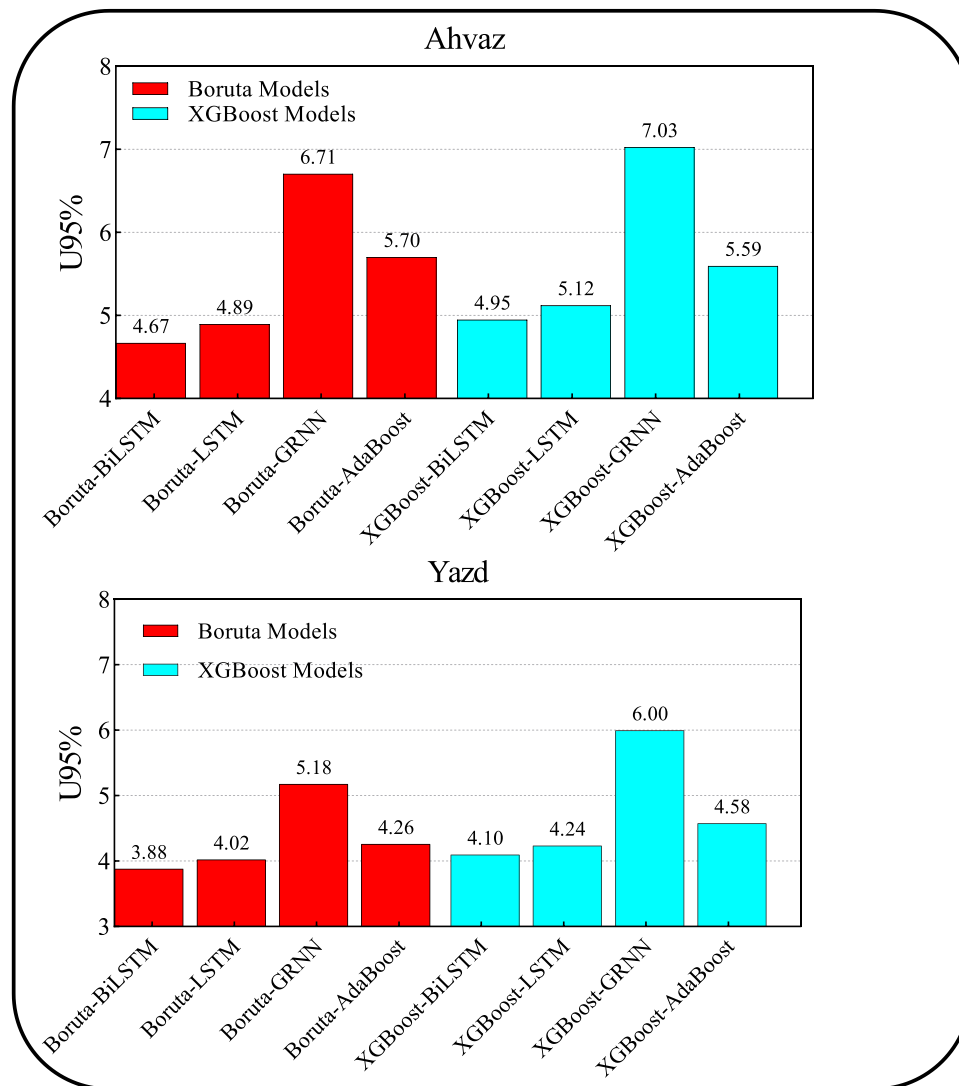 Ahvaz
8
Boruta Models
XGBoost Models
7.03
7
6.71
6
5.70
5.59
U95%
5.12
4.95
4.89
5
4.67
4
Boruta-BiLSTM
Boruta-LSTM
Boruta-GRNN
Boruta-AdaBoost
XGBoost-BiLSTM
XGBoost-LSTM
XGBoost-GRNN
XGBoost-AdaBoost
Yazd
8
Boruta Models
7
XGBoost Models
6.00
6
U95%
5.18
5
4.58
4.26
4.24
4.10
4.02
3.88
4
3
Boruta-BiLSTM
Boruta-LSTM
Boruta-GRNN
Boruta-AdaBoost
XGBoost-BiLSTM
XGBoost-LSTM
XGBoost-GRNN
XGBoost-AdaBoost